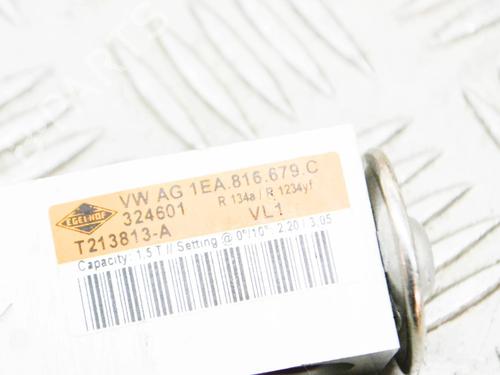 VW AG 1EA.816.679.C
EGELHOF
324601
R 134a / R 1234yf
T213813-A
VL1
Capacity: 1,5 T // Setting @ 0°/10°: 2.20 / 3.05